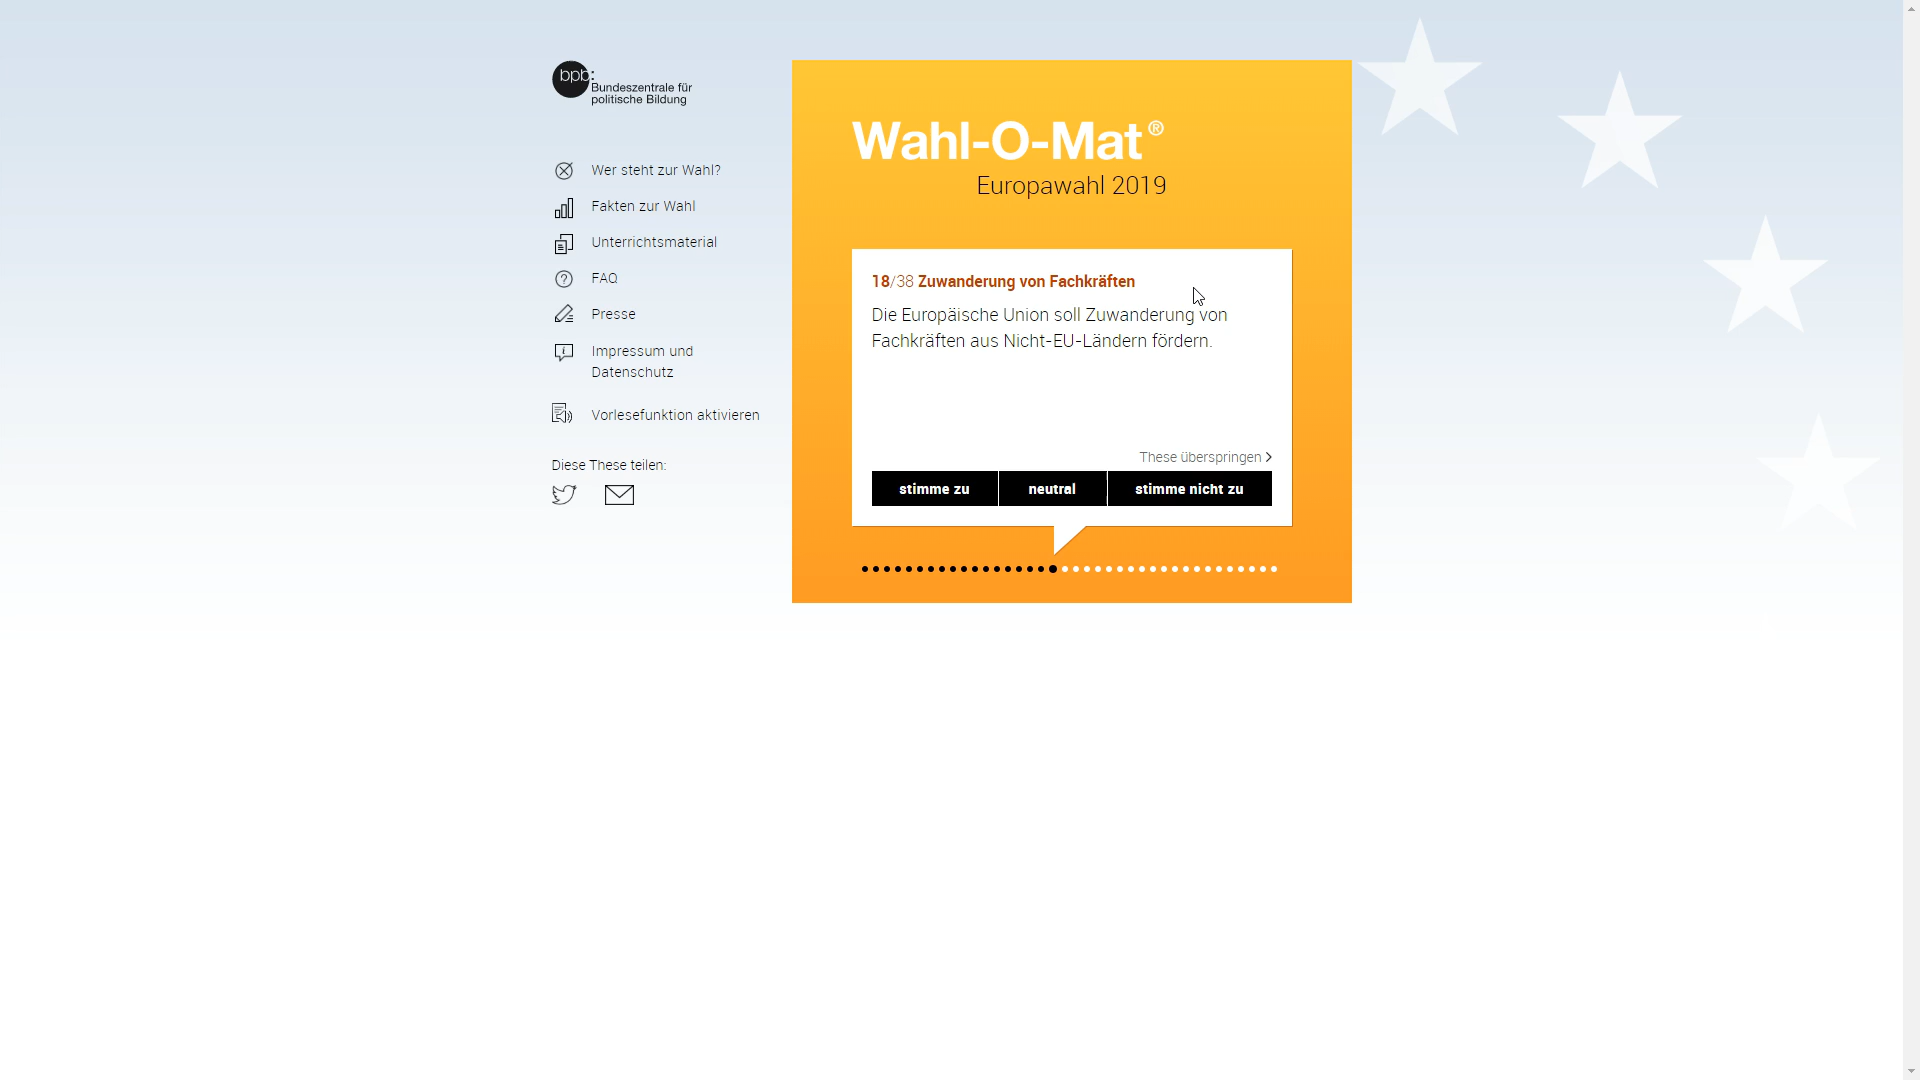 bpb:
Bundeszentrale für
politische Bildung
Wer steht zur Wahl?
Fakten zur Wahl
Unterrichtsmaterial
FAQ
Presse
Impressum und
Datenschutz
Vorlesefunktion aktivieren
Diese These teilen:
Wahl-O-Mat®
Europawahl 2019
18/38 Zuwanderung von Fachkräften
Die Europäische Union soll Zuwanderung von
Fachkräften aus Nicht-EU-Ländern fördern.
These überspringen
stimme zu neutral stimme nicht zu